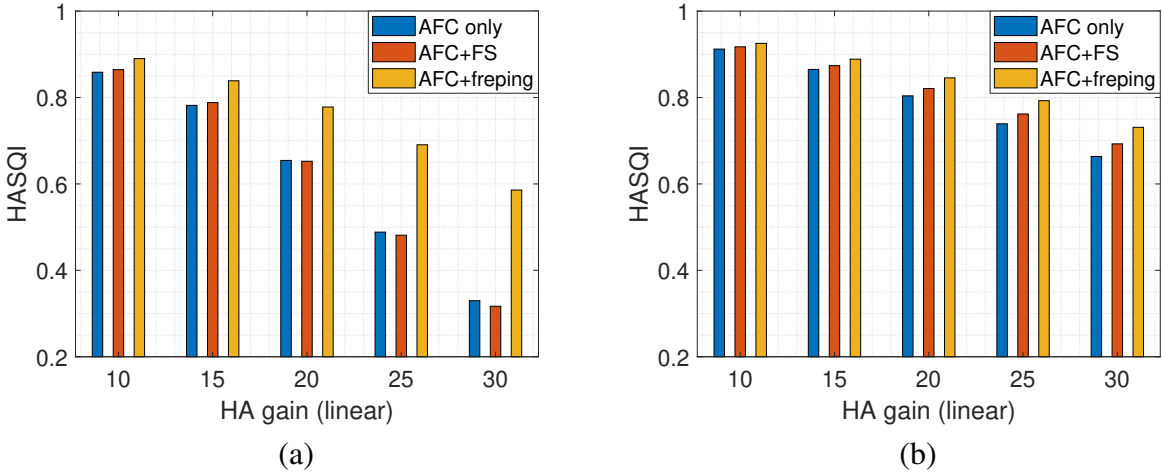 1
0.8
0.6
0.4
0.2
HASQI
10 15 20 25 30
HA gain (linear)
AFC only
AFC+FS
AFC+freping
(a)
1
0.8
0.6
0.4
0.2
HASQI
10 15 20 25 30
HA gain (linear)
AFC only
AFC+FS
AFC+freping
(b)